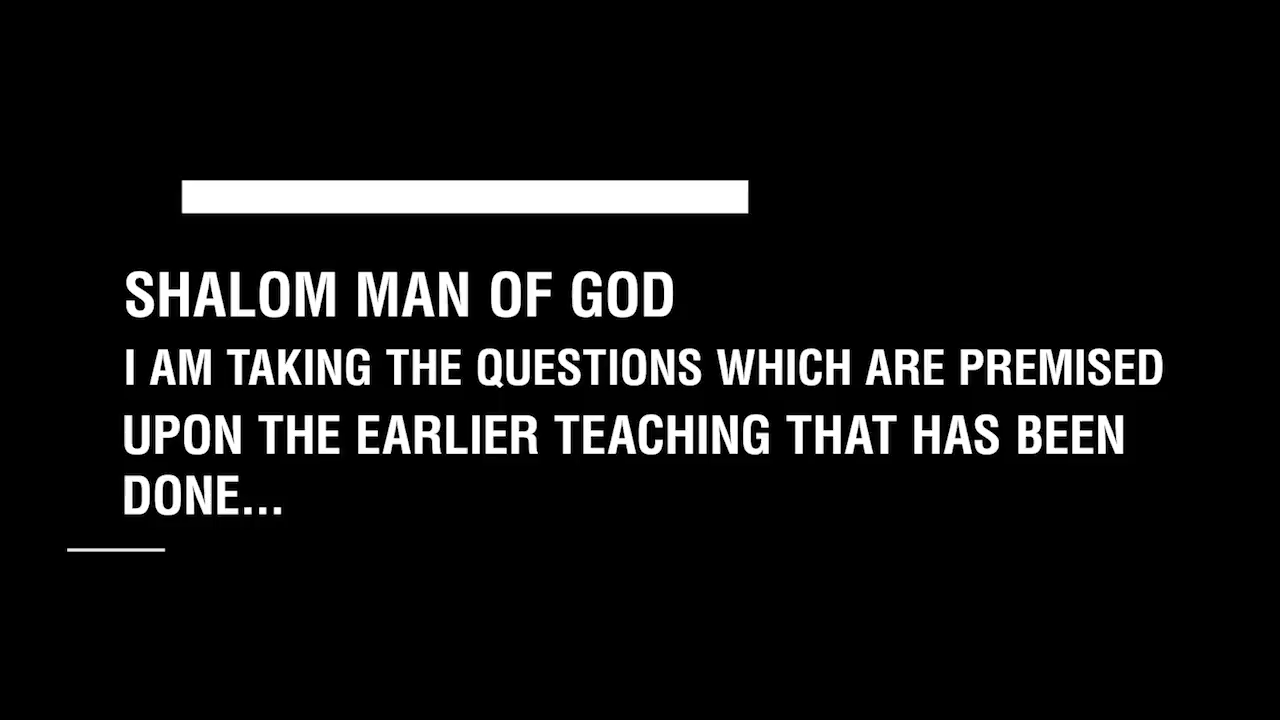 SHALOM MAN OF GOD
I AM TAKING THE QUESTIONS WHICH ARE PREMISED
UPON THE EARLIER TEACHING THAT HAS BEEN
DONE...